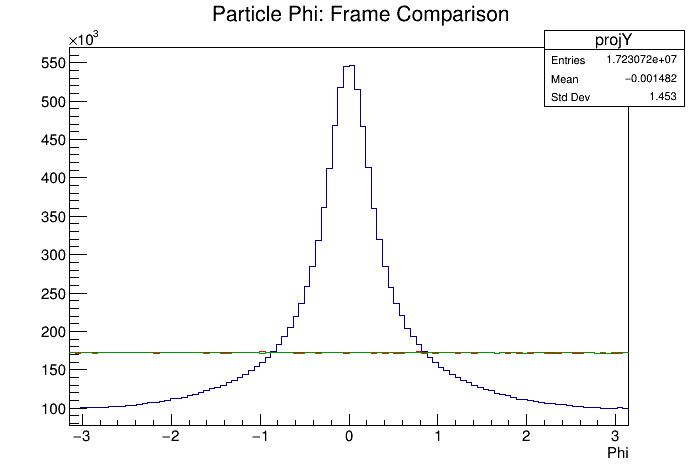 Particle Phi: Frame Comparison
×10³
projY
Entries 1.723072e+07
Mean −0.001482
Std Dev 1.453
550
500
450
400
350
300
250
200
150
100
−3 −2 −1 0 1 2 3
Phi